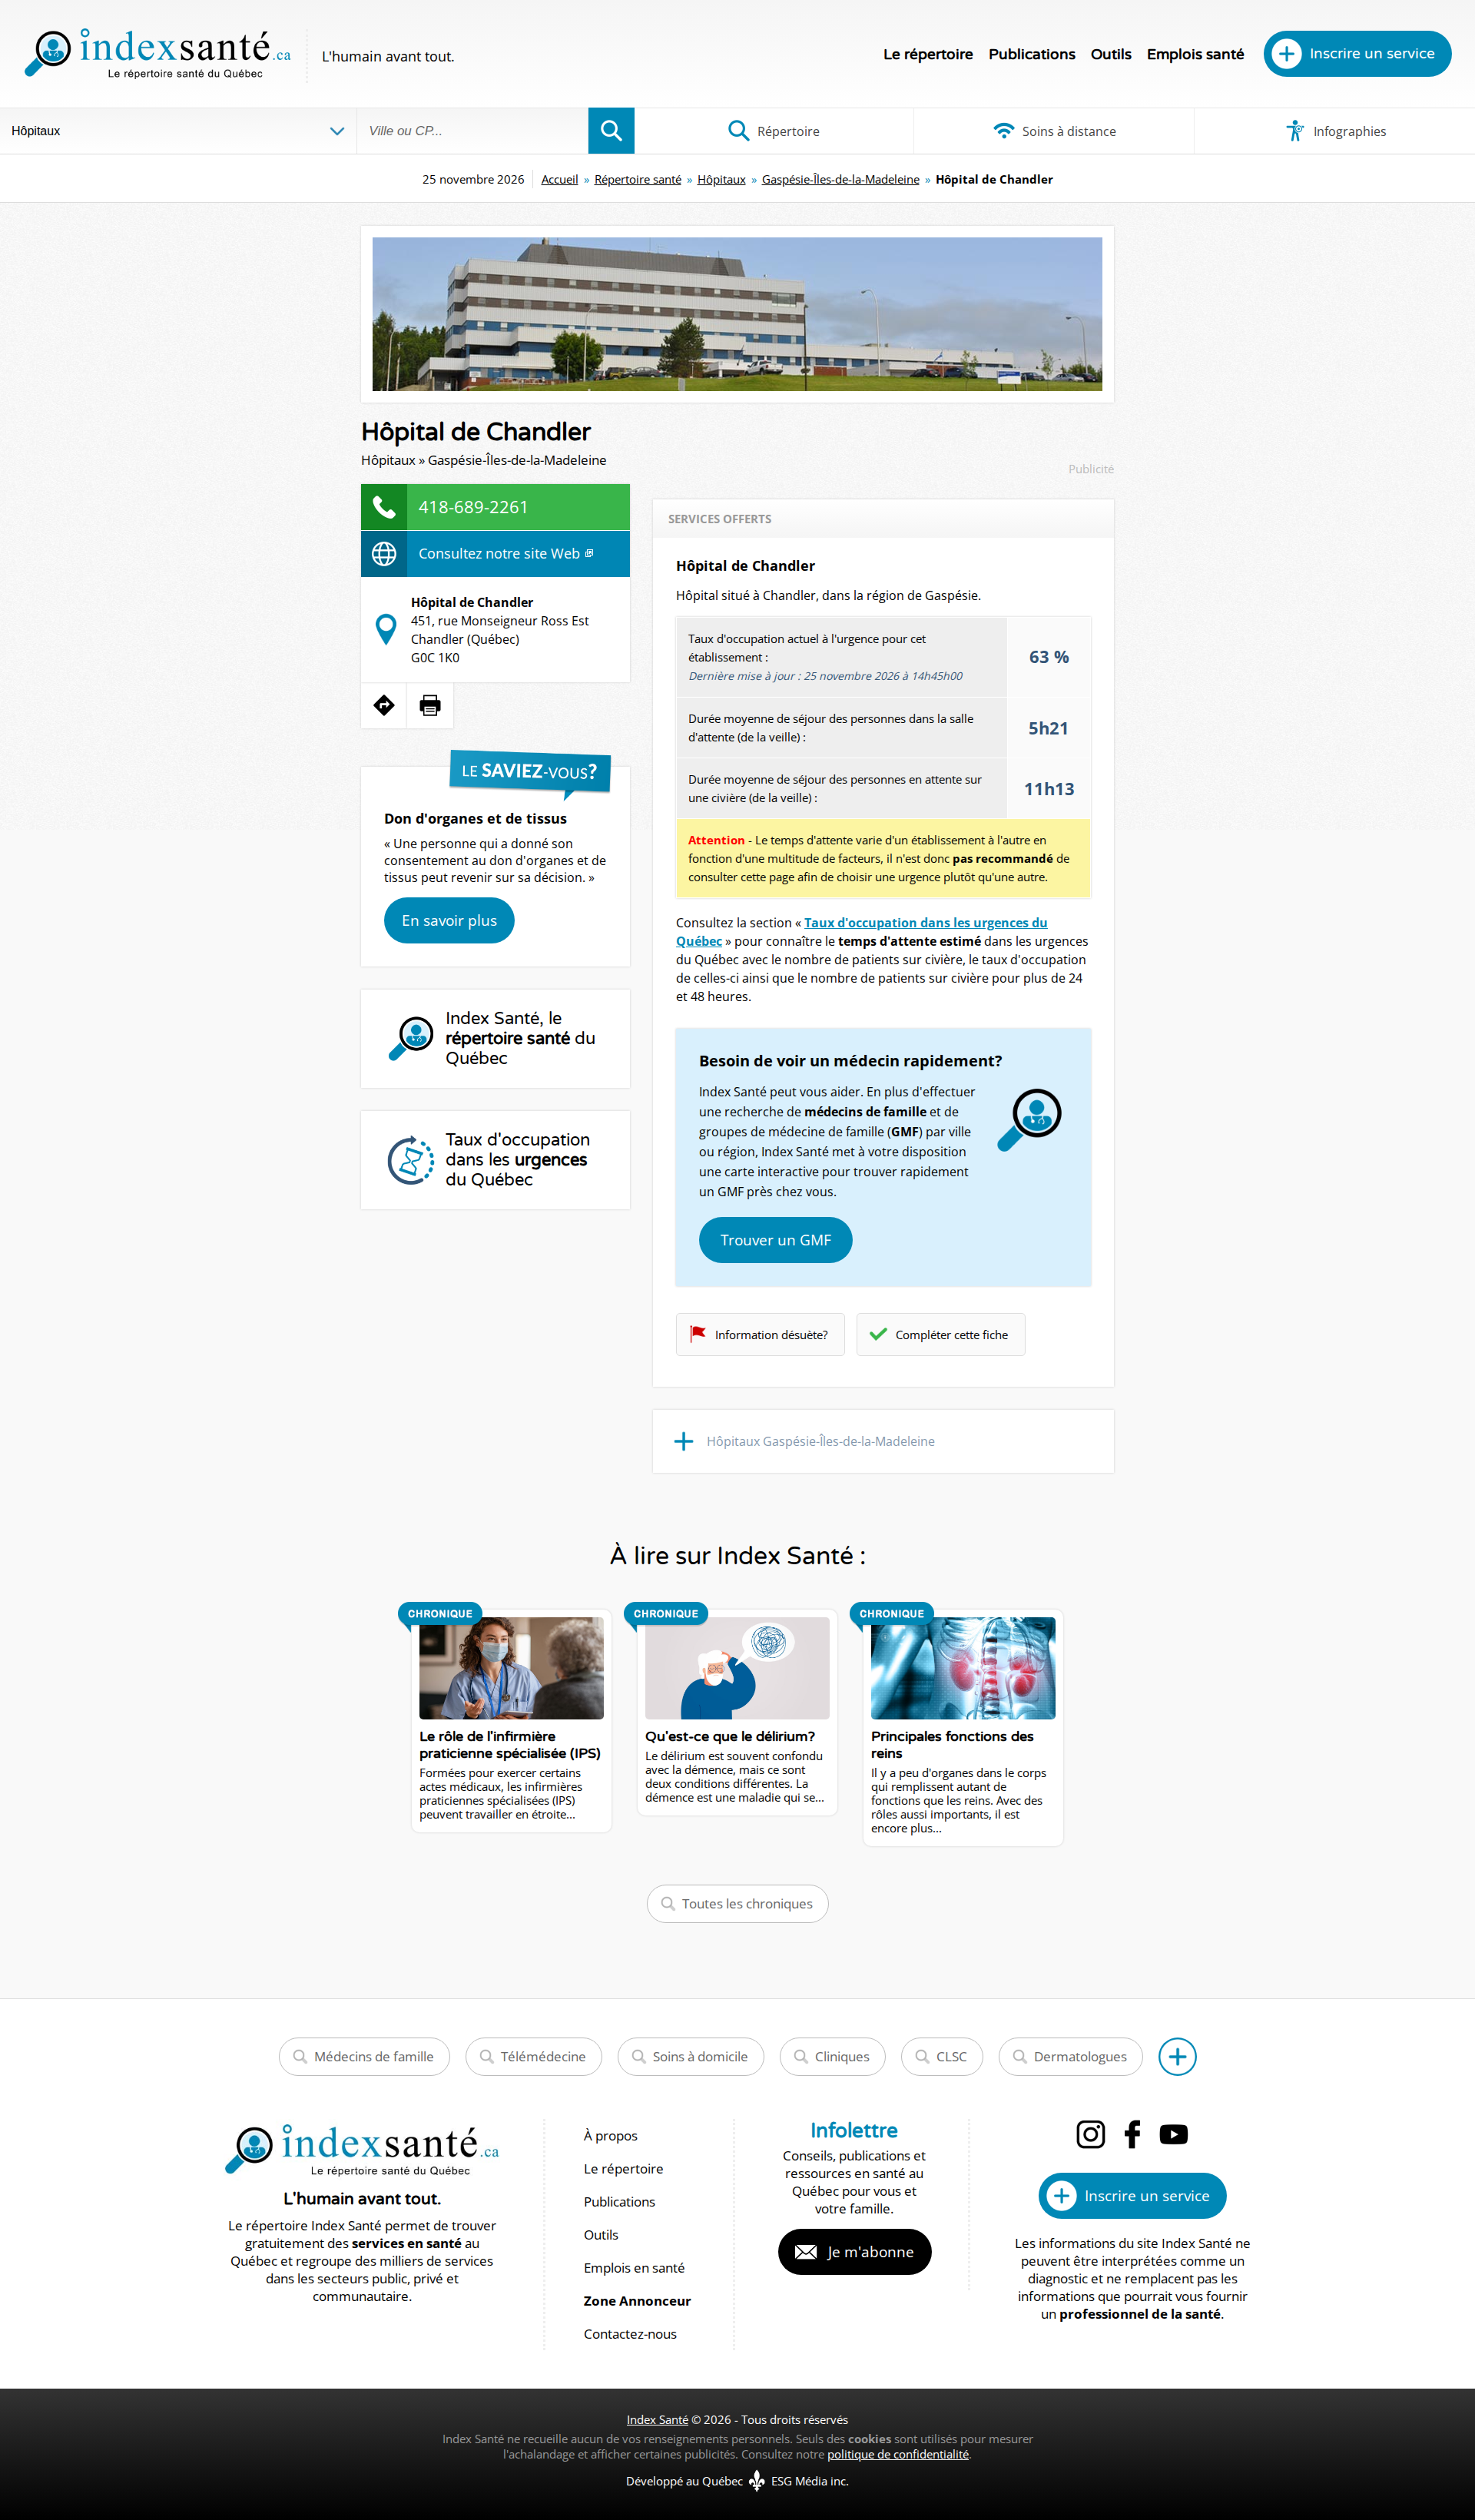 indexsanté.ca
Le répertoire santé du Québec
L'humain avant tout.
Le répertoire
Publications
Outils
Emplois santé
Inscrire un service
Hôpitaux
Ville ou CP...
Répertoire
Soins à distance
Infographies
25 novembre 2026
Accueil » Répertoire santé » Hôpitaux » Gaspésie-Îles-de-la-Madeleine » Hôpital de Chandler
Hôpital de Chandler
Hôpitaux » Gaspésie-Îles-de-la-Madeleine
Publicité
418-689-2261
Consultez notre site Web
Hôpital de Chandler
451, rue Monseigneur Ross Est
Chandler (Québec)
G0C 1K0
LE SAVIEZ-VOUS?
Don d'organes et de tissus
« Une personne qui a donné son
consentement au don d'organes et de
tissus peut revenir sur sa décision. »
En savoir plus
Index Santé, le
répertoire santé du
Québec
Taux d'occupation
dans les urgences
du Québec
SERVICES OFFERTS
Hôpital de Chandler
Hôpital situé à Chandler, dans la région de Gaspésie.
Taux d'occupation actuel à l'urgence pour cet
établissement :
Dernière mise à jour : 25 novembre 2026 à 14h45h00
63 %
Durée moyenne de séjour des personnes dans la salle
d'attente (de la veille) :
5h21
Durée moyenne de séjour des personnes en attente sur
une civière (de la veille) :
11h13
Attention - Le temps d'attente varie d'un établissement à l'autre en
fonction d'une multitude de facteurs, il n'est donc pas recommandé de
consulter cette page afin de choisir une urgence plutôt qu'une autre.
Consultez la section « Taux d'occupation dans les urgences du
Québec » pour connaître le temps d'attente estimé dans les urgences
du Québec avec le nombre de patients sur civière, le taux d'occupation
de celles-ci ainsi que le nombre de patients sur civière pour plus de 24
et 48 heures.
Besoin de voir un médecin rapidement?
Index Santé peut vous aider. En plus d'effectuer
une recherche de médecins de famille et de
groupes de médecine de famille (GMF) par ville
ou région, Index Santé met à votre disposition
une carte interactive pour trouver rapidement
un GMF près chez vous.
Trouver un GMF
Information désuète?
Compléter cette fiche
Hôpitaux Gaspésie-Îles-de-la-Madeleine
À lire sur Index Santé :
CHRONIQUE
Le rôle de l'infirmière
praticienne spécialisée (IPS)
Formées pour exercer certains
actes médicaux, les infirmières
praticiennes spécialisées (IPS)
peuvent travailler en étroite...
CHRONIQUE
Qu'est-ce que le délirium?
Le délirium est souvent confondu
avec la démence, mais ce sont
deux conditions différentes. La
démence est une maladie qui se...
CHRONIQUE
Principales fonctions des
reins
Il y a peu d'organes dans le corps
qui remplissent autant de
fonctions que les reins. Avec des
rôles aussi importants, il est
encore plus...
Toutes les chroniques
Médecins de famille
Télémédecine
Soins à domicile
Cliniques
CLSC
Dermatologues
indexsanté.ca
Le répertoire santé du Québec
L'humain avant tout.
Le répertoire Index Santé permet de trouver
gratuitement des services en santé au
Québec et regroupe des milliers de services
dans les secteurs public, privé et
communautaire.
À propos
Le répertoire
Publications
Outils
Emplois en santé
Zone Annonceur
Contactez-nous
Infolettre
Conseils, publications et
ressources en santé au
Québec pour vous et
votre famille.
Je m'abonne
Inscrire un service
Les informations du site Index Santé ne
peuvent être interprétées comme un
diagnostic et ne remplacent pas les
informations que pourrait vous fournir
un professionnel de la santé.
Index Santé © 2026 - Tous droits réservés
Index Santé ne recueille aucun de vos renseignements personnels. Seuls des cookies sont utilisés pour mesurer
l'achalandage et afficher certaines publicités. Consultez notre politique de confidentialité.
Développé au Québec ESG Média inc.